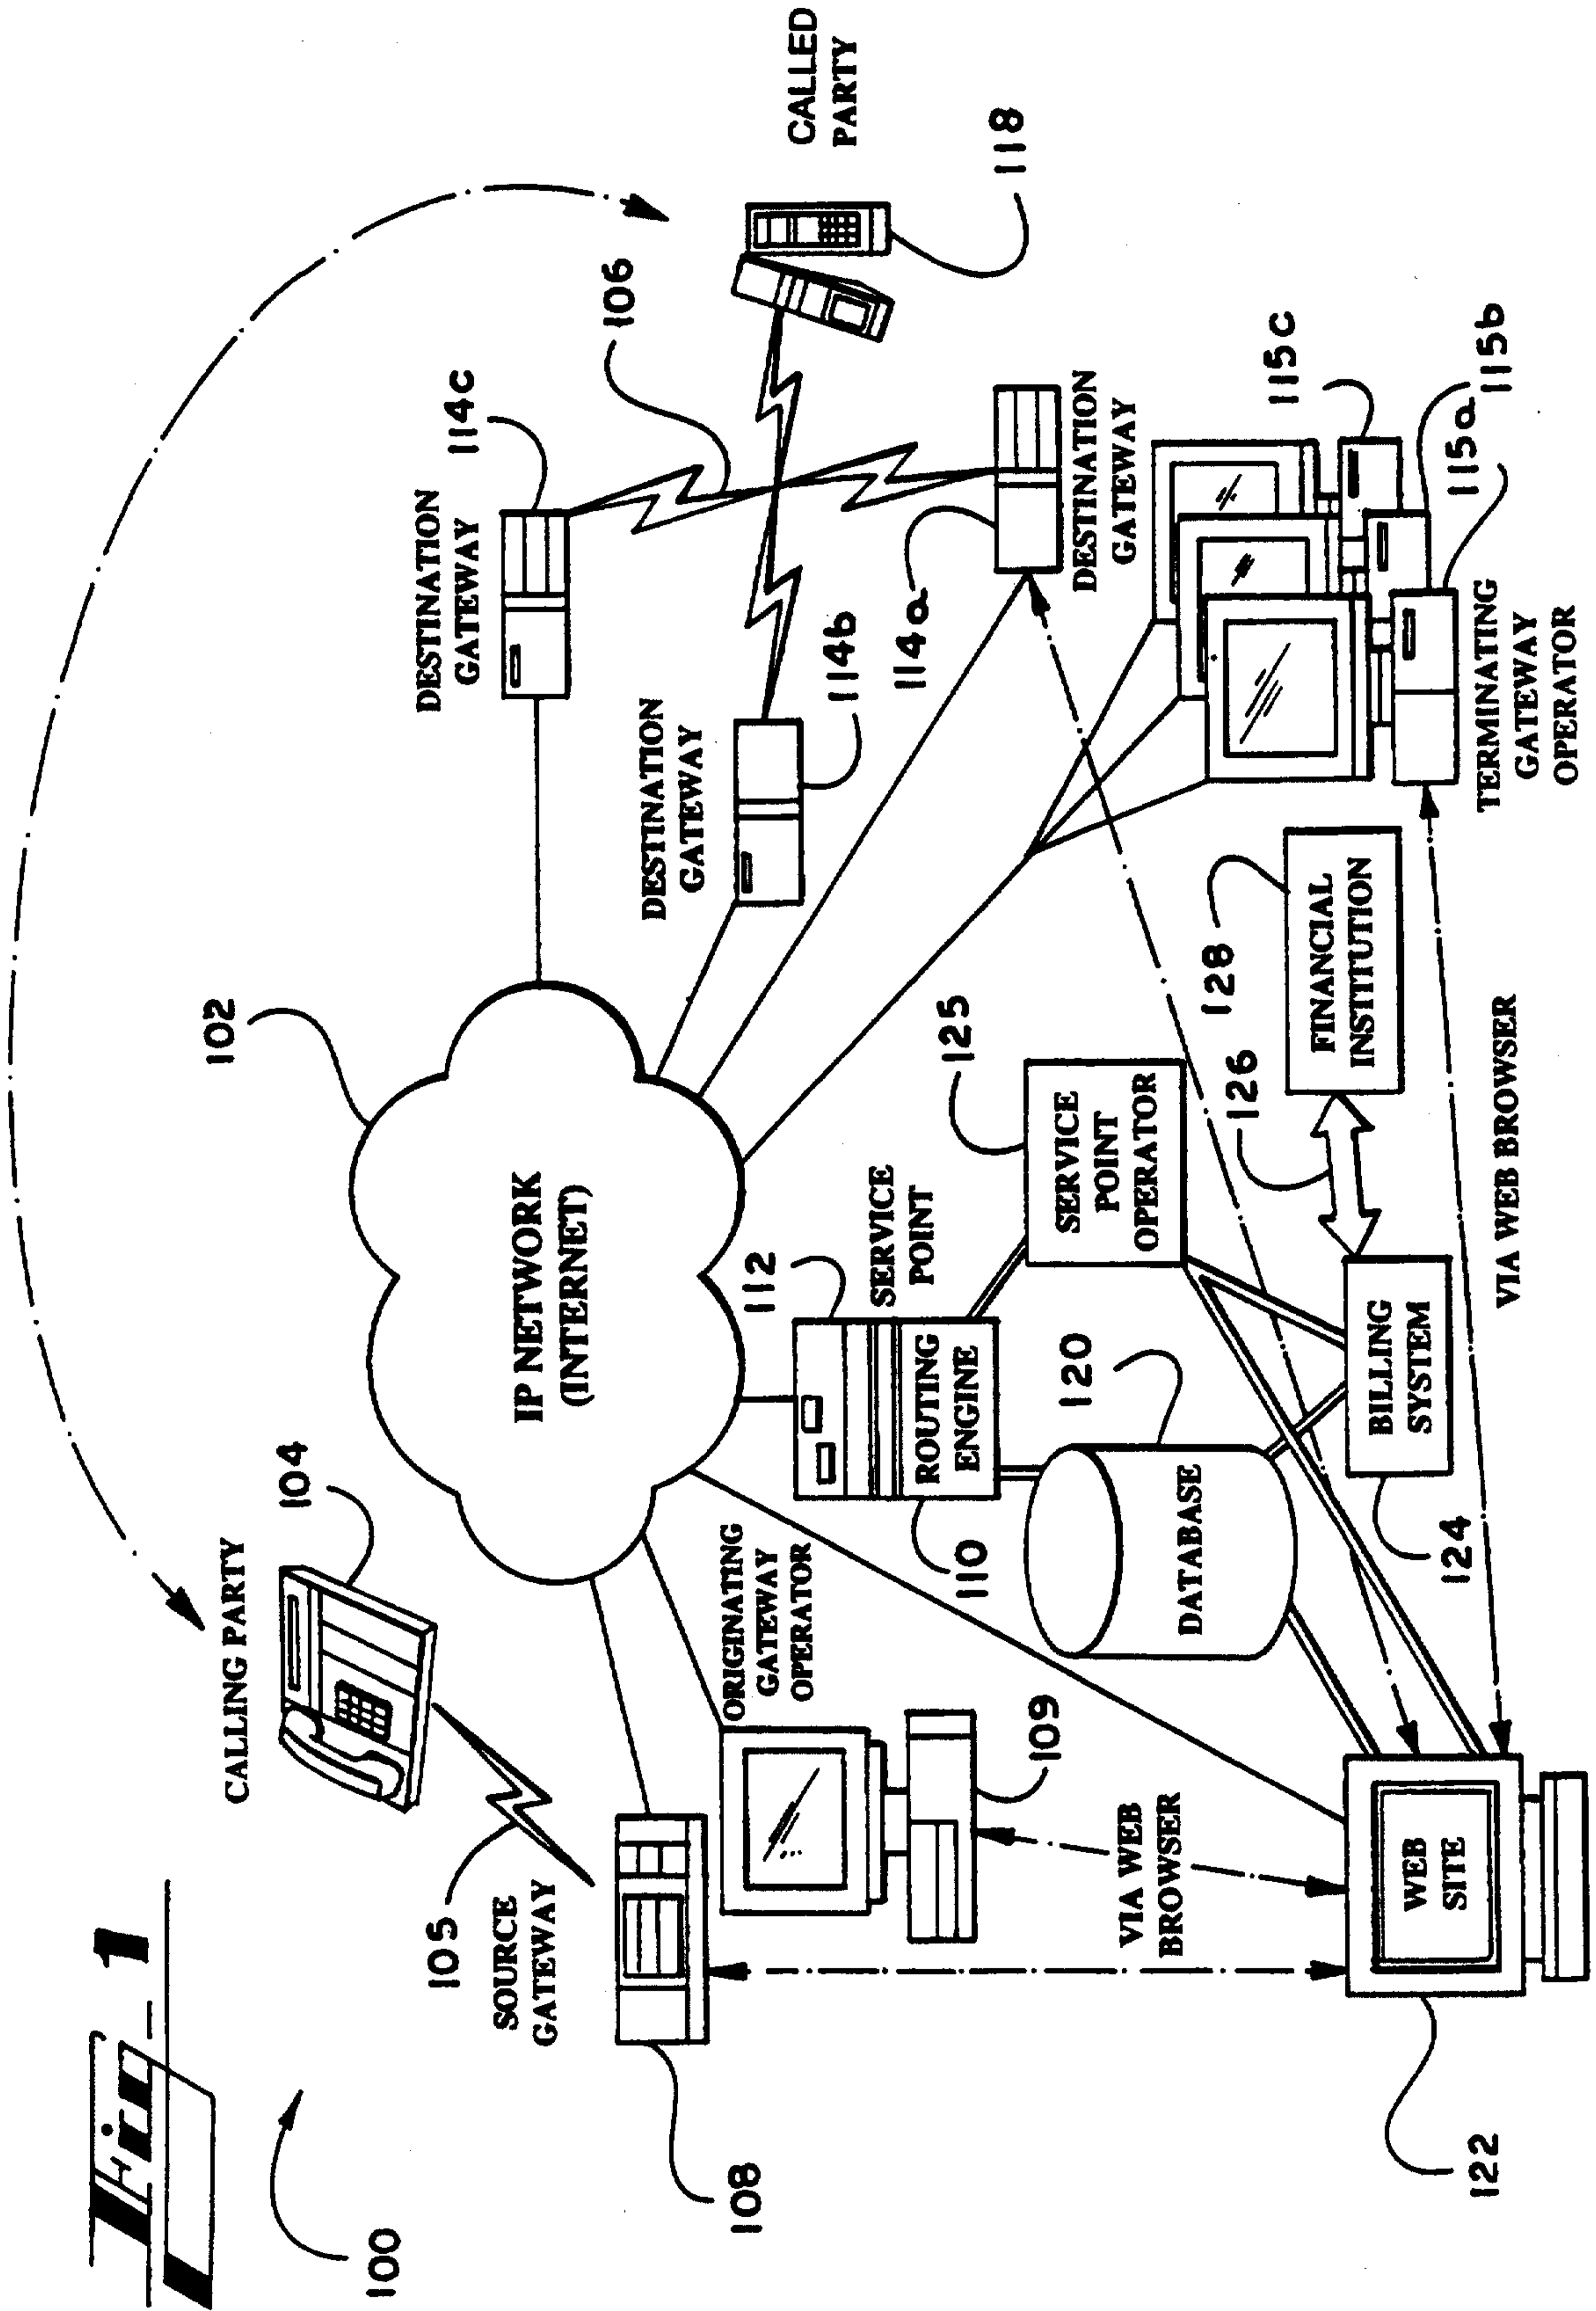 Fig 1
100
CALLING PARTY
104
105
SOURCE
GATEWAY
108
102
IP NETWORK
(INTERNET)
ORIGINATING
GATEWAY
OPERATOR
109
VIA WEB
BROWSER
WEB
SITE
122
112
SERVICE
POINT
ROUTING
ENGINE
110
120
DATABASE
125
SERVICE
POINT
OPERATOR
BILLING
SYSTEM
124
126
128
FINANCIAL
INSTITUTION
VIA WEB BROWSER
DESTINATION
GATEWAY
114c
DESTINATION
GATEWAY
114b
106
114a
DESTINATION
GATEWAY
CALLED
PARTY
118
115c
115b
115a
TERMINATING
GATEWAY
OPERATOR